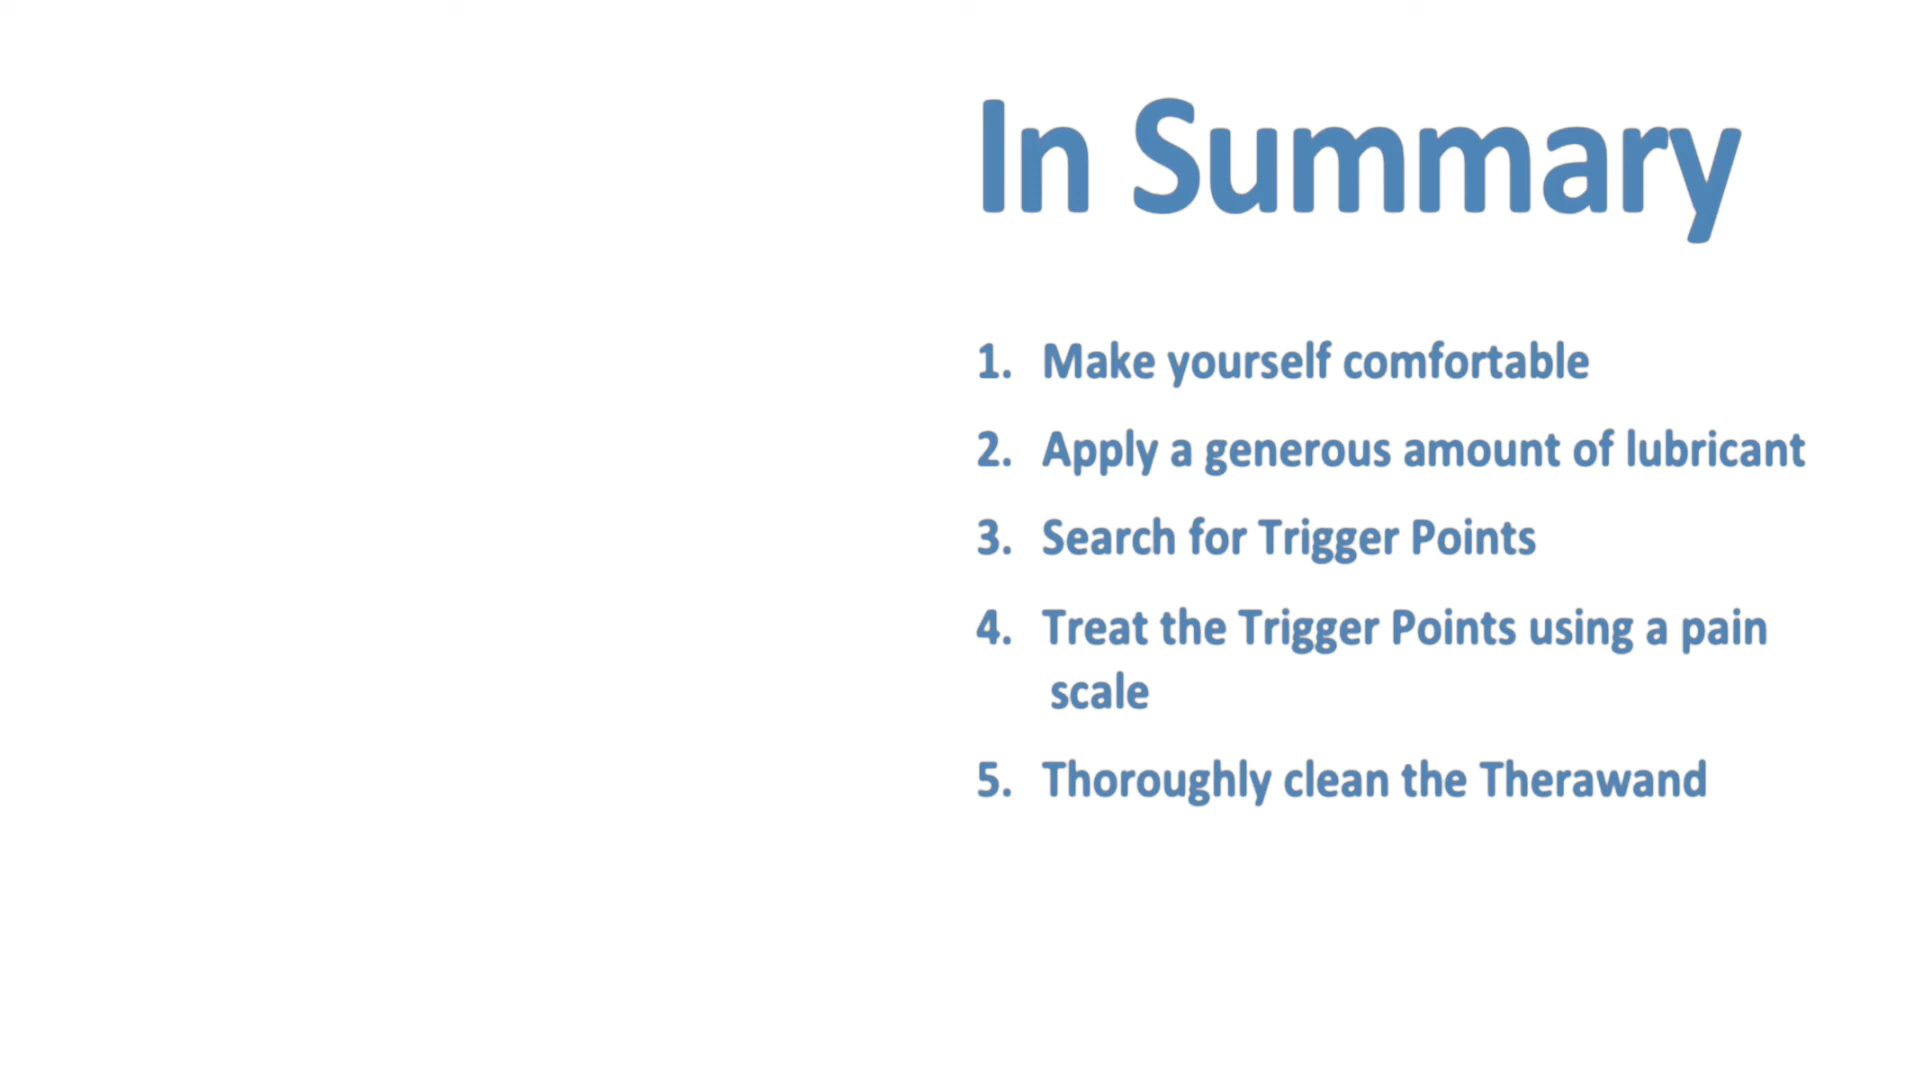 In Summary
1. Make yourself comfortable
2. Apply a generous amount of lubricant
3. Search for Trigger Points
4. Treat the Trigger Points using a pain
scale
5. Thoroughly clean the Therawand